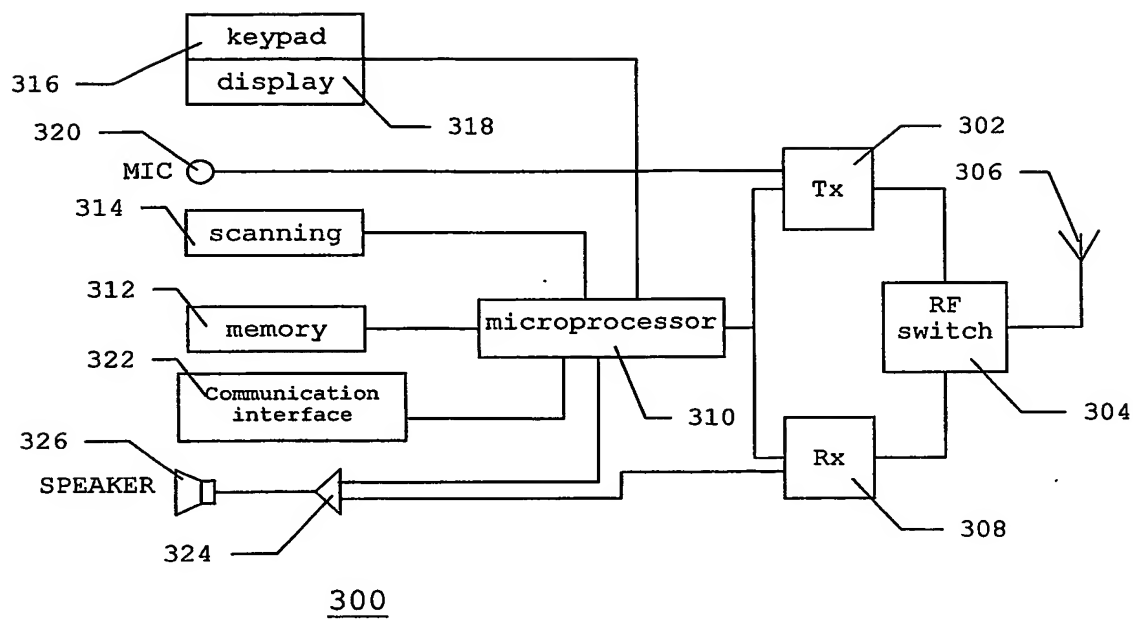 keypad
316
display
318
320
MIC
302
Tx
306
314
scanning
312
memory
microprocessor
310
RF
switch
304
322
Communication
interface
326
SPEAKER
Rx
308
324
300